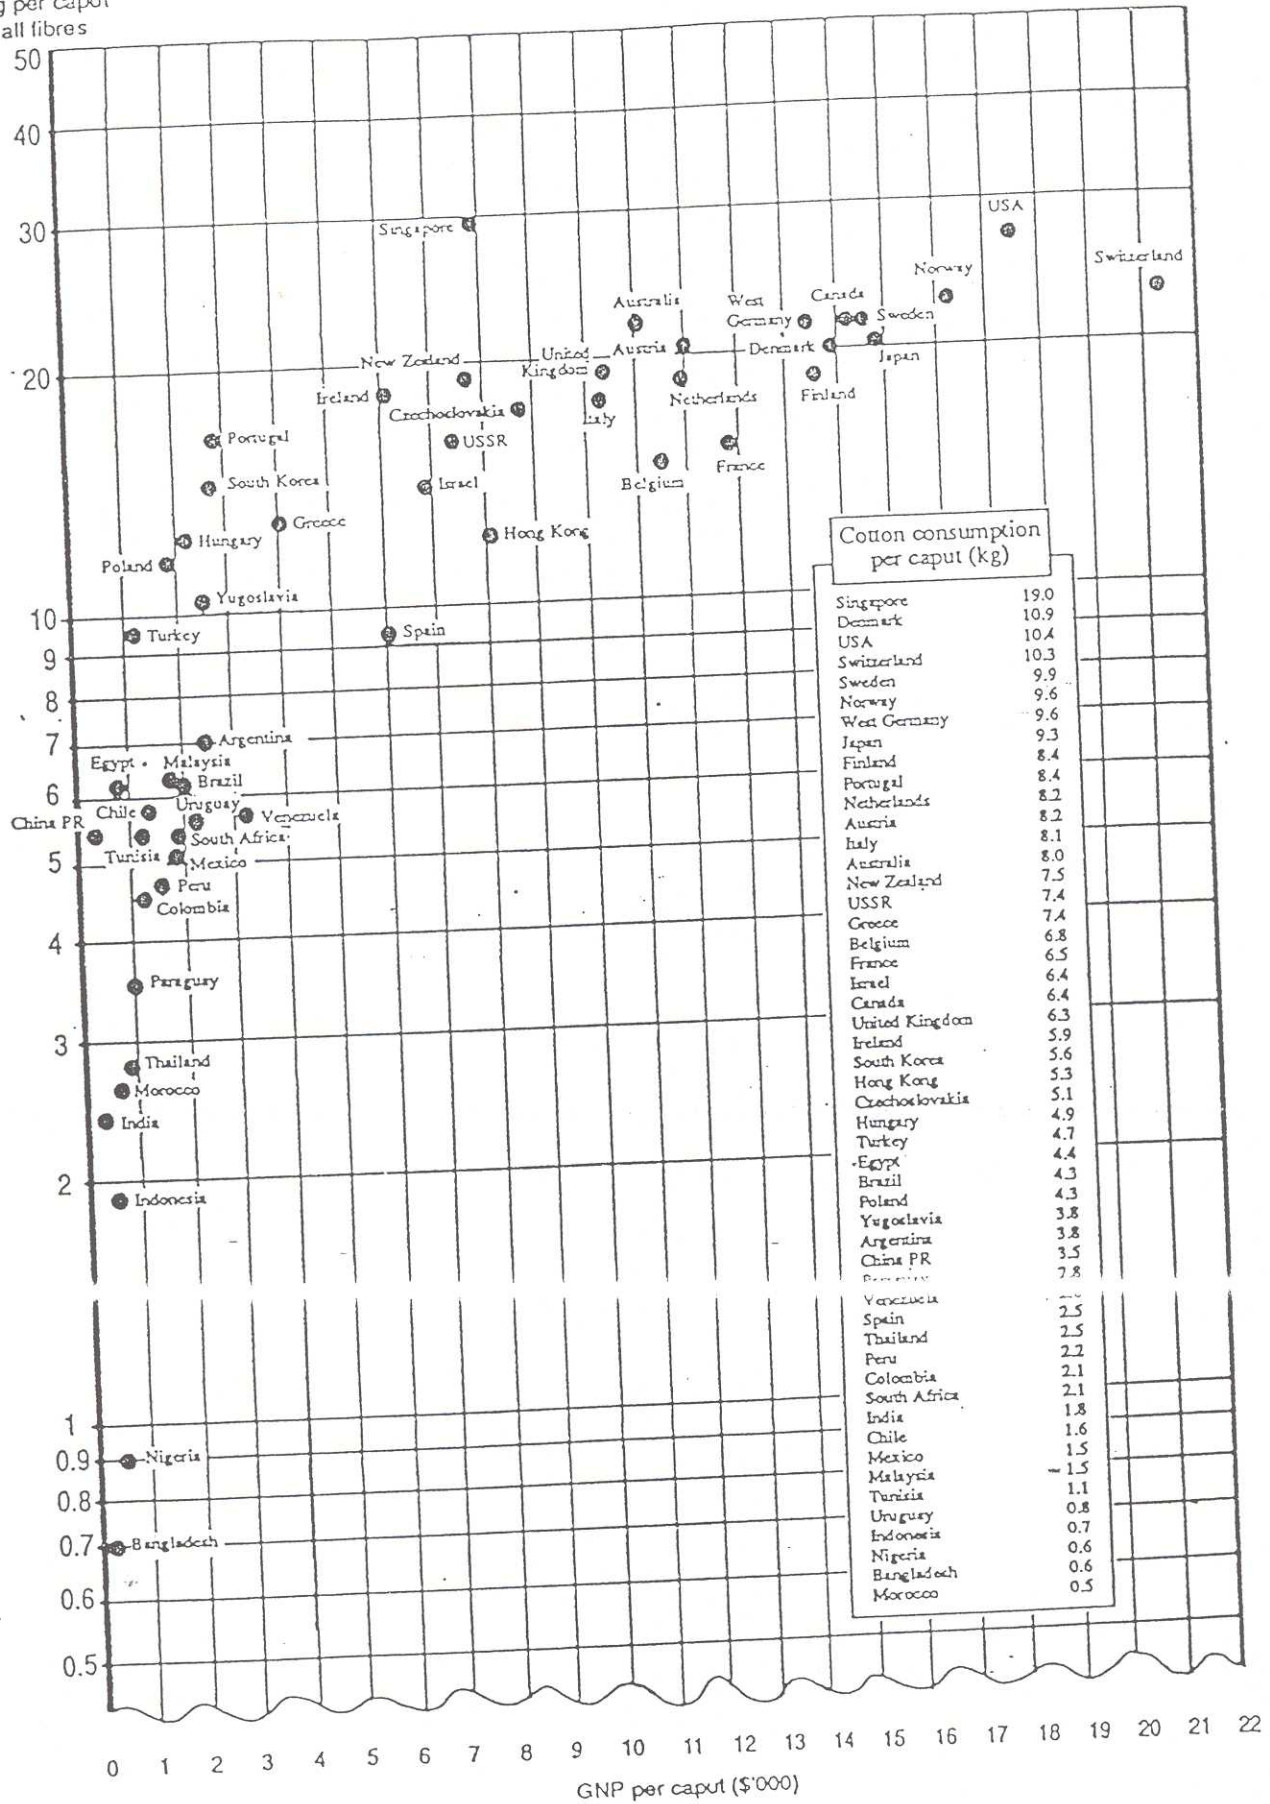 g per caput
all fibres
50
40
30
20
10
9
8
7
6
5
4
3
2
1
0.9
0.8
0.7
0.6
0.5
USA
Singapore
Switzerland
Norway
Australia
West
Germany
Canada
Sweden
New Zealand
United
Kingdom
Austria
Denmark
Japan
Ireland
Czechoslovakia
Italy
Netherlands
Finland
Portugal
USSR
France
South Korea
Israel
Belgium
Greece
Hungary
Hong Kong
Poland
Yugoslavia
Turkey
Spain
Argentina
Egypt
Malaysia
Brazil
Uruguay
Chile
Venezuela
China PR
South Africa
Tunisia
Mexico
Peru
Colombia
Paraguay
Thailand
Morocco
India
Indonesia
Nigeria
Bangladesh
Cotton consumption
per caput (kg)
Singapore 19.0
Denmark 10.9
USA 10.4
Switzerland 10.3
Sweden 9.9
Norway 9.6
West Germany 9.6
Japan 9.3
Finland 8.4
Portugal 8.4
Netherlands 8.2
Austria 8.2
Italy 8.1
Australia 8.0
New Zealand 7.5
USSR 7.4
Greece 7.4
Belgium 6.8
France 6.5
Israel 6.4
Canada 6.4
United Kingdom 6.3
Ireland 5.9
South Korea 5.6
Hong Kong 5.3
Czechoslovakia 5.1
Hungary 4.9
Turkey 4.7
Egypt 4.4
Brazil 4.3
Poland 4.3
Yugoslavia 3.8
Argentina 3.8
China PR 3.5
2.8
Venezuela
Spain 2.5
Thailand 2.5
Peru 2.2
Colombia 2.1
South Africa 2.1
India 1.8
Chile 1.6
Mexico 1.5
Malaysia 1.5
Tunisia 1.1
Uruguay 0.8
Indonesia 0.7
Nigeria 0.6
Bangladesh 0.6
Morocco 0.5
0 1 2 3 4 5 6 7 8 9 10 11 12 13 14 15 16 17 18 19 20 21 22
GNP per caput ($'000)